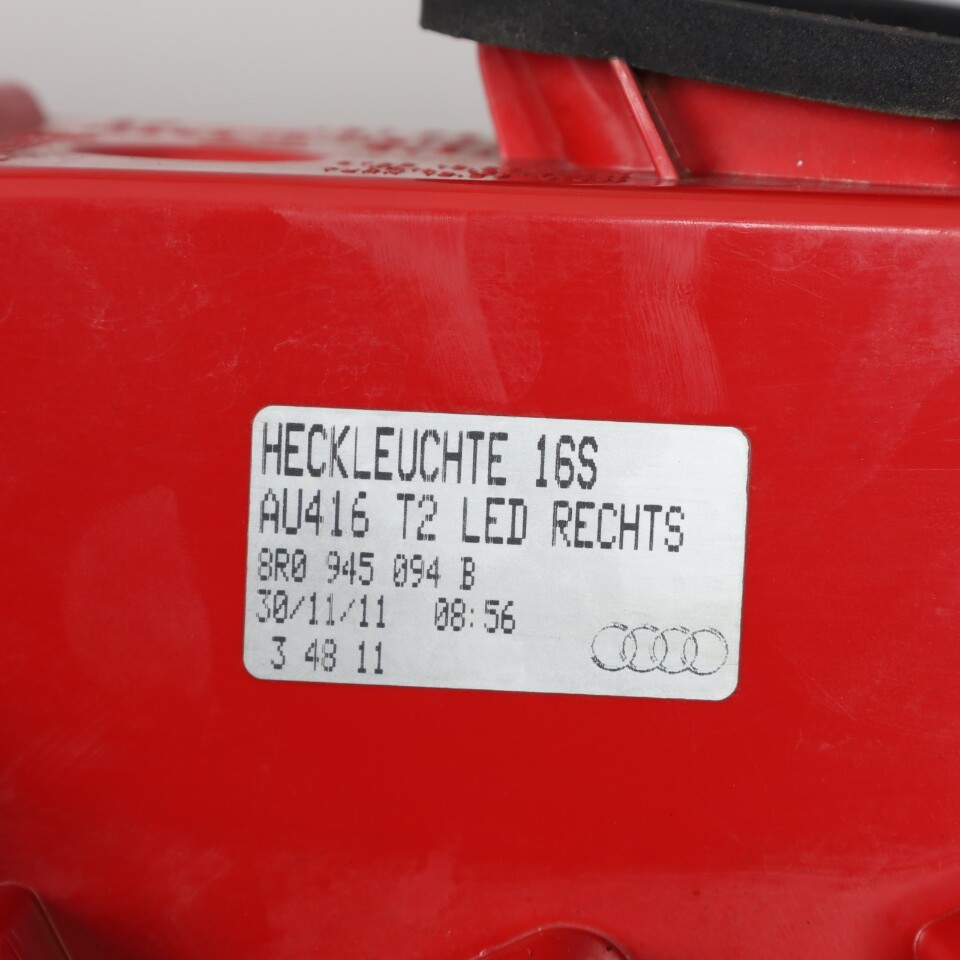 HECKLEUCHTE 16S
AU416 T2 LED RECHTS
8R0 945 094 B
30/11/11 08:56
3 48 11